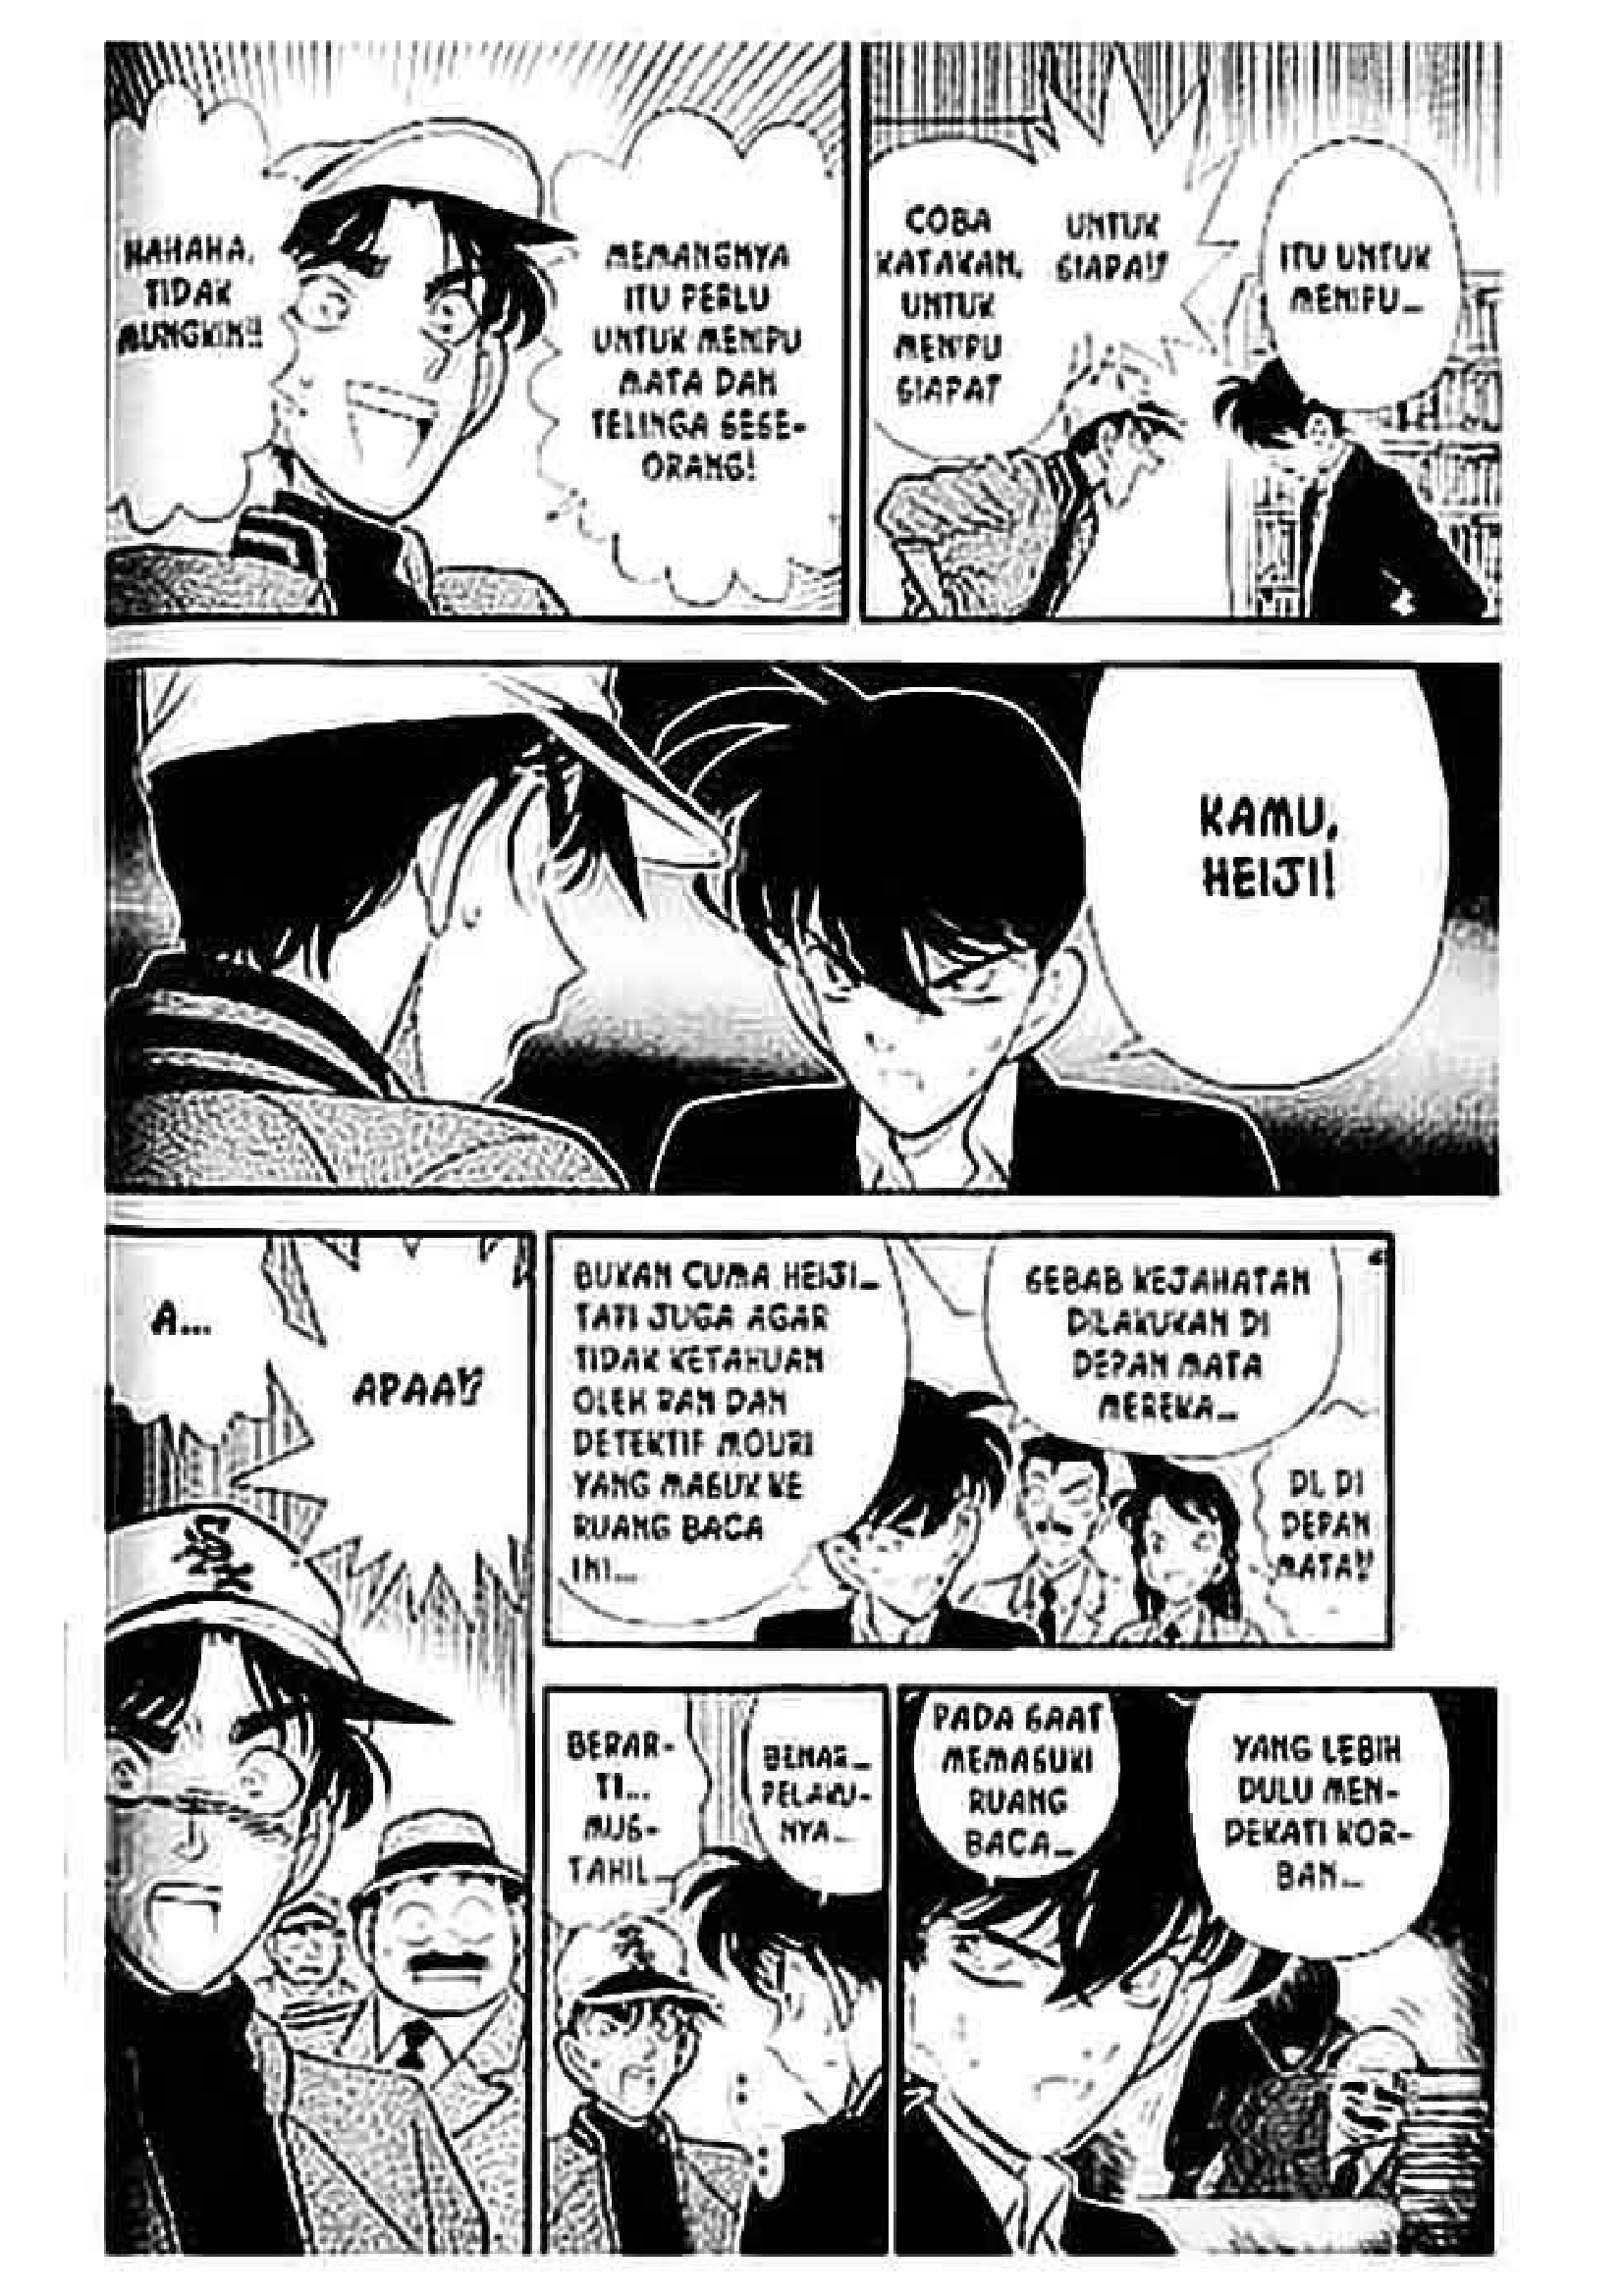 ITU UNTUK
MENIPU...
UNTUK
SIAPA!?
COBA
KATAKAN,
UNTUK
MENIPU
SIAPA?
MEMANGNYA
ITU PERLU
UNTUK MENIPU
MATA DAN
TELINGA SESE-
ORANG!
HAHAHA,
TIDAK
MUNGKIN!!
KAMU,
HEIJI!
SEBAB KEJAHATAN
DILAKUKAN DI
DEPAN MATA
MEREKA...
DI, DI
DEPAN
MATA!?
BUKAN CUMA HEIJI...
TAPI JUGA AGAR
TIDAK KETAHUAN
OLEH RAN DAN
DETEKTIF MOURI
YANG MASUK KE
RUANG BACA
INI...
APAA!?
A...
YANG LEBIH
DULU MEN-
DEKATI KOR-
BAN...
PADA SAAT
MEMASUKI
RUANG
BACA...
BENAR...
PELAKU-
NYA...
BERAR-
TI...
MUS-
TAHIL...